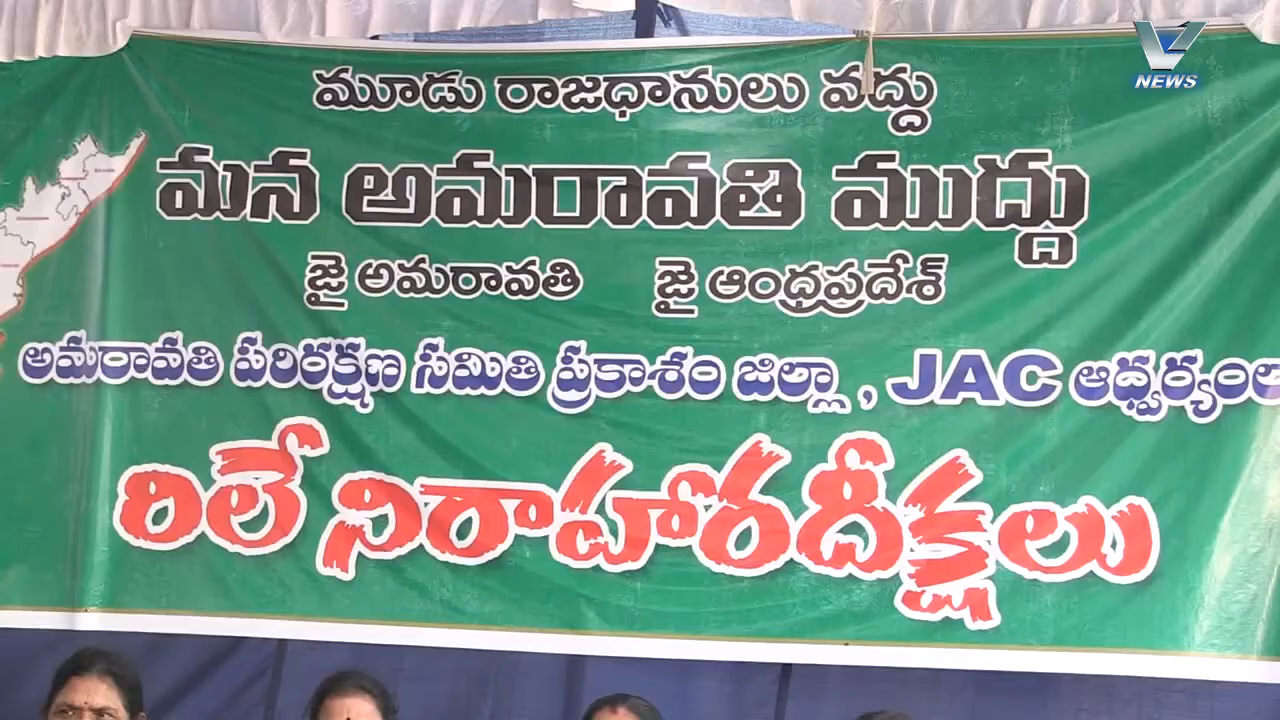 మూడు రాజధానులు వద్దు
మన అమరావతి ముద్దు
జై అమరావతి జై ఆంధ్రప్రదేశ్
అమరావతి పరిరక్షణ సమితి ప్రకాశం జిల్లా , JAC
రిలే నిరాహారదీక్షలు
V NEWS